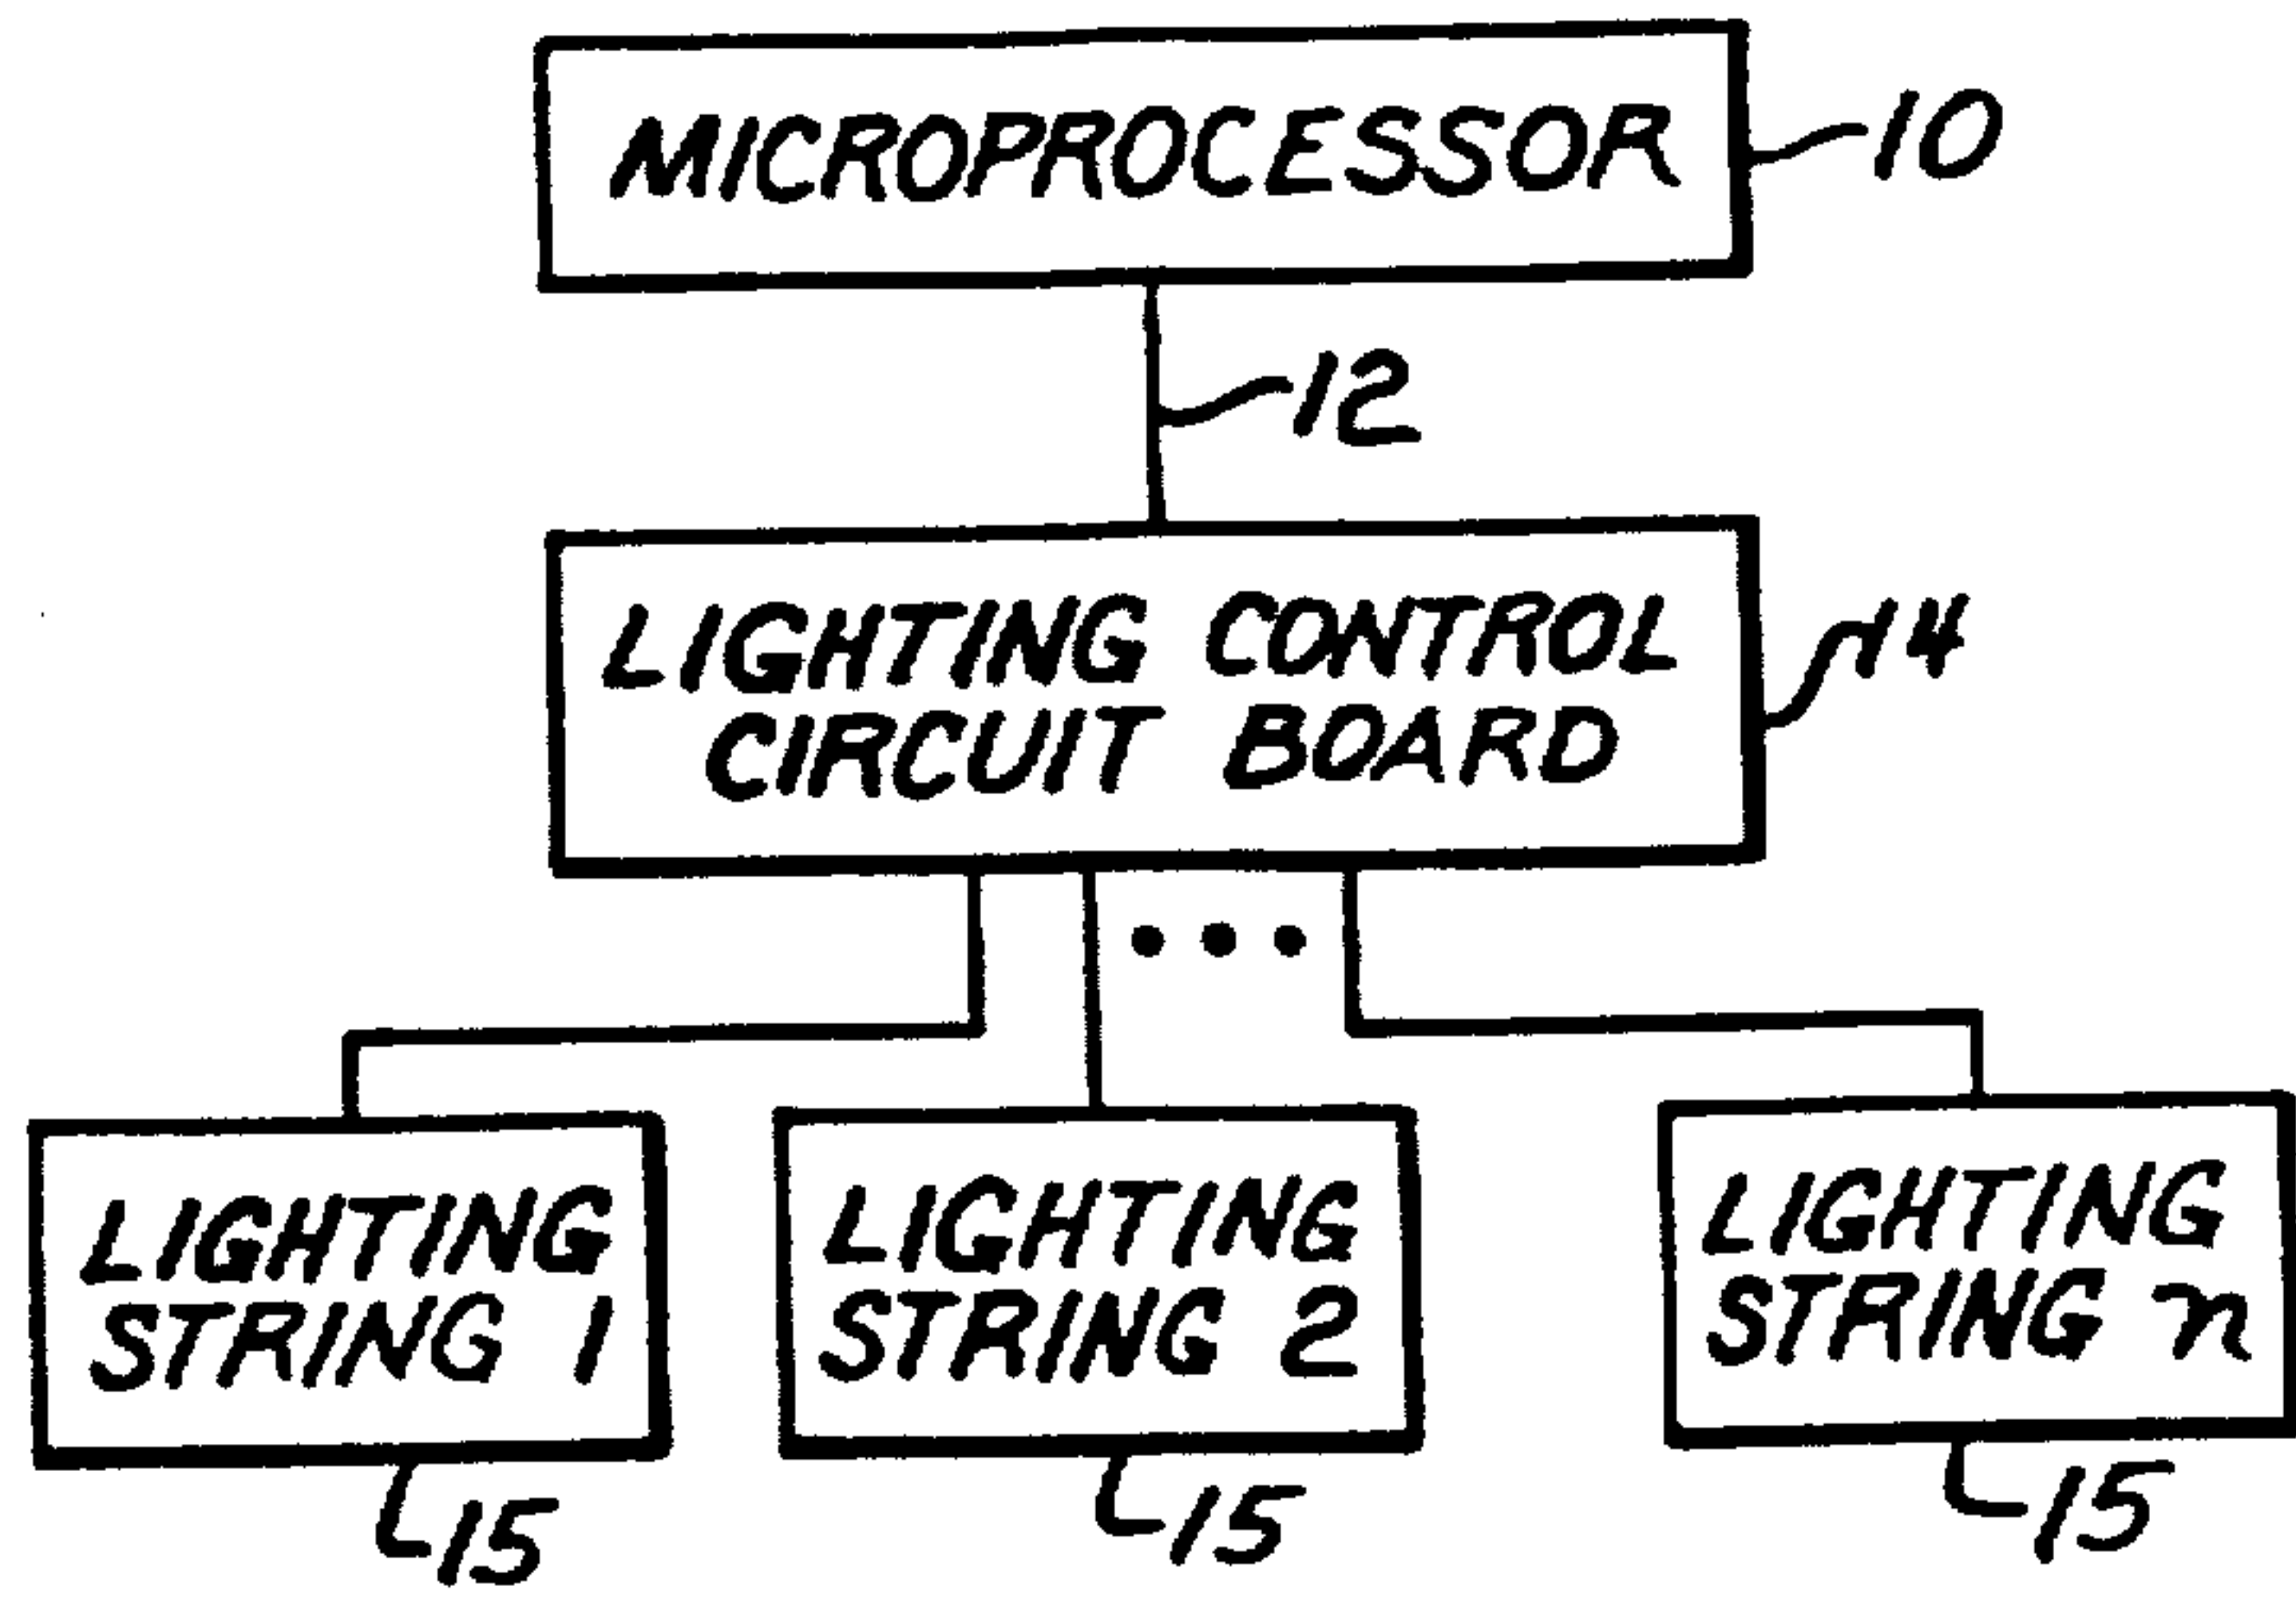 MICROPROCESSOR
10
12
LIGHTING CONTROL
CIRCUIT BOARD
14
LIGHTING
STRING 1
LIGHTING
STRING 2
LIGHTING
STRING n
15
15
15